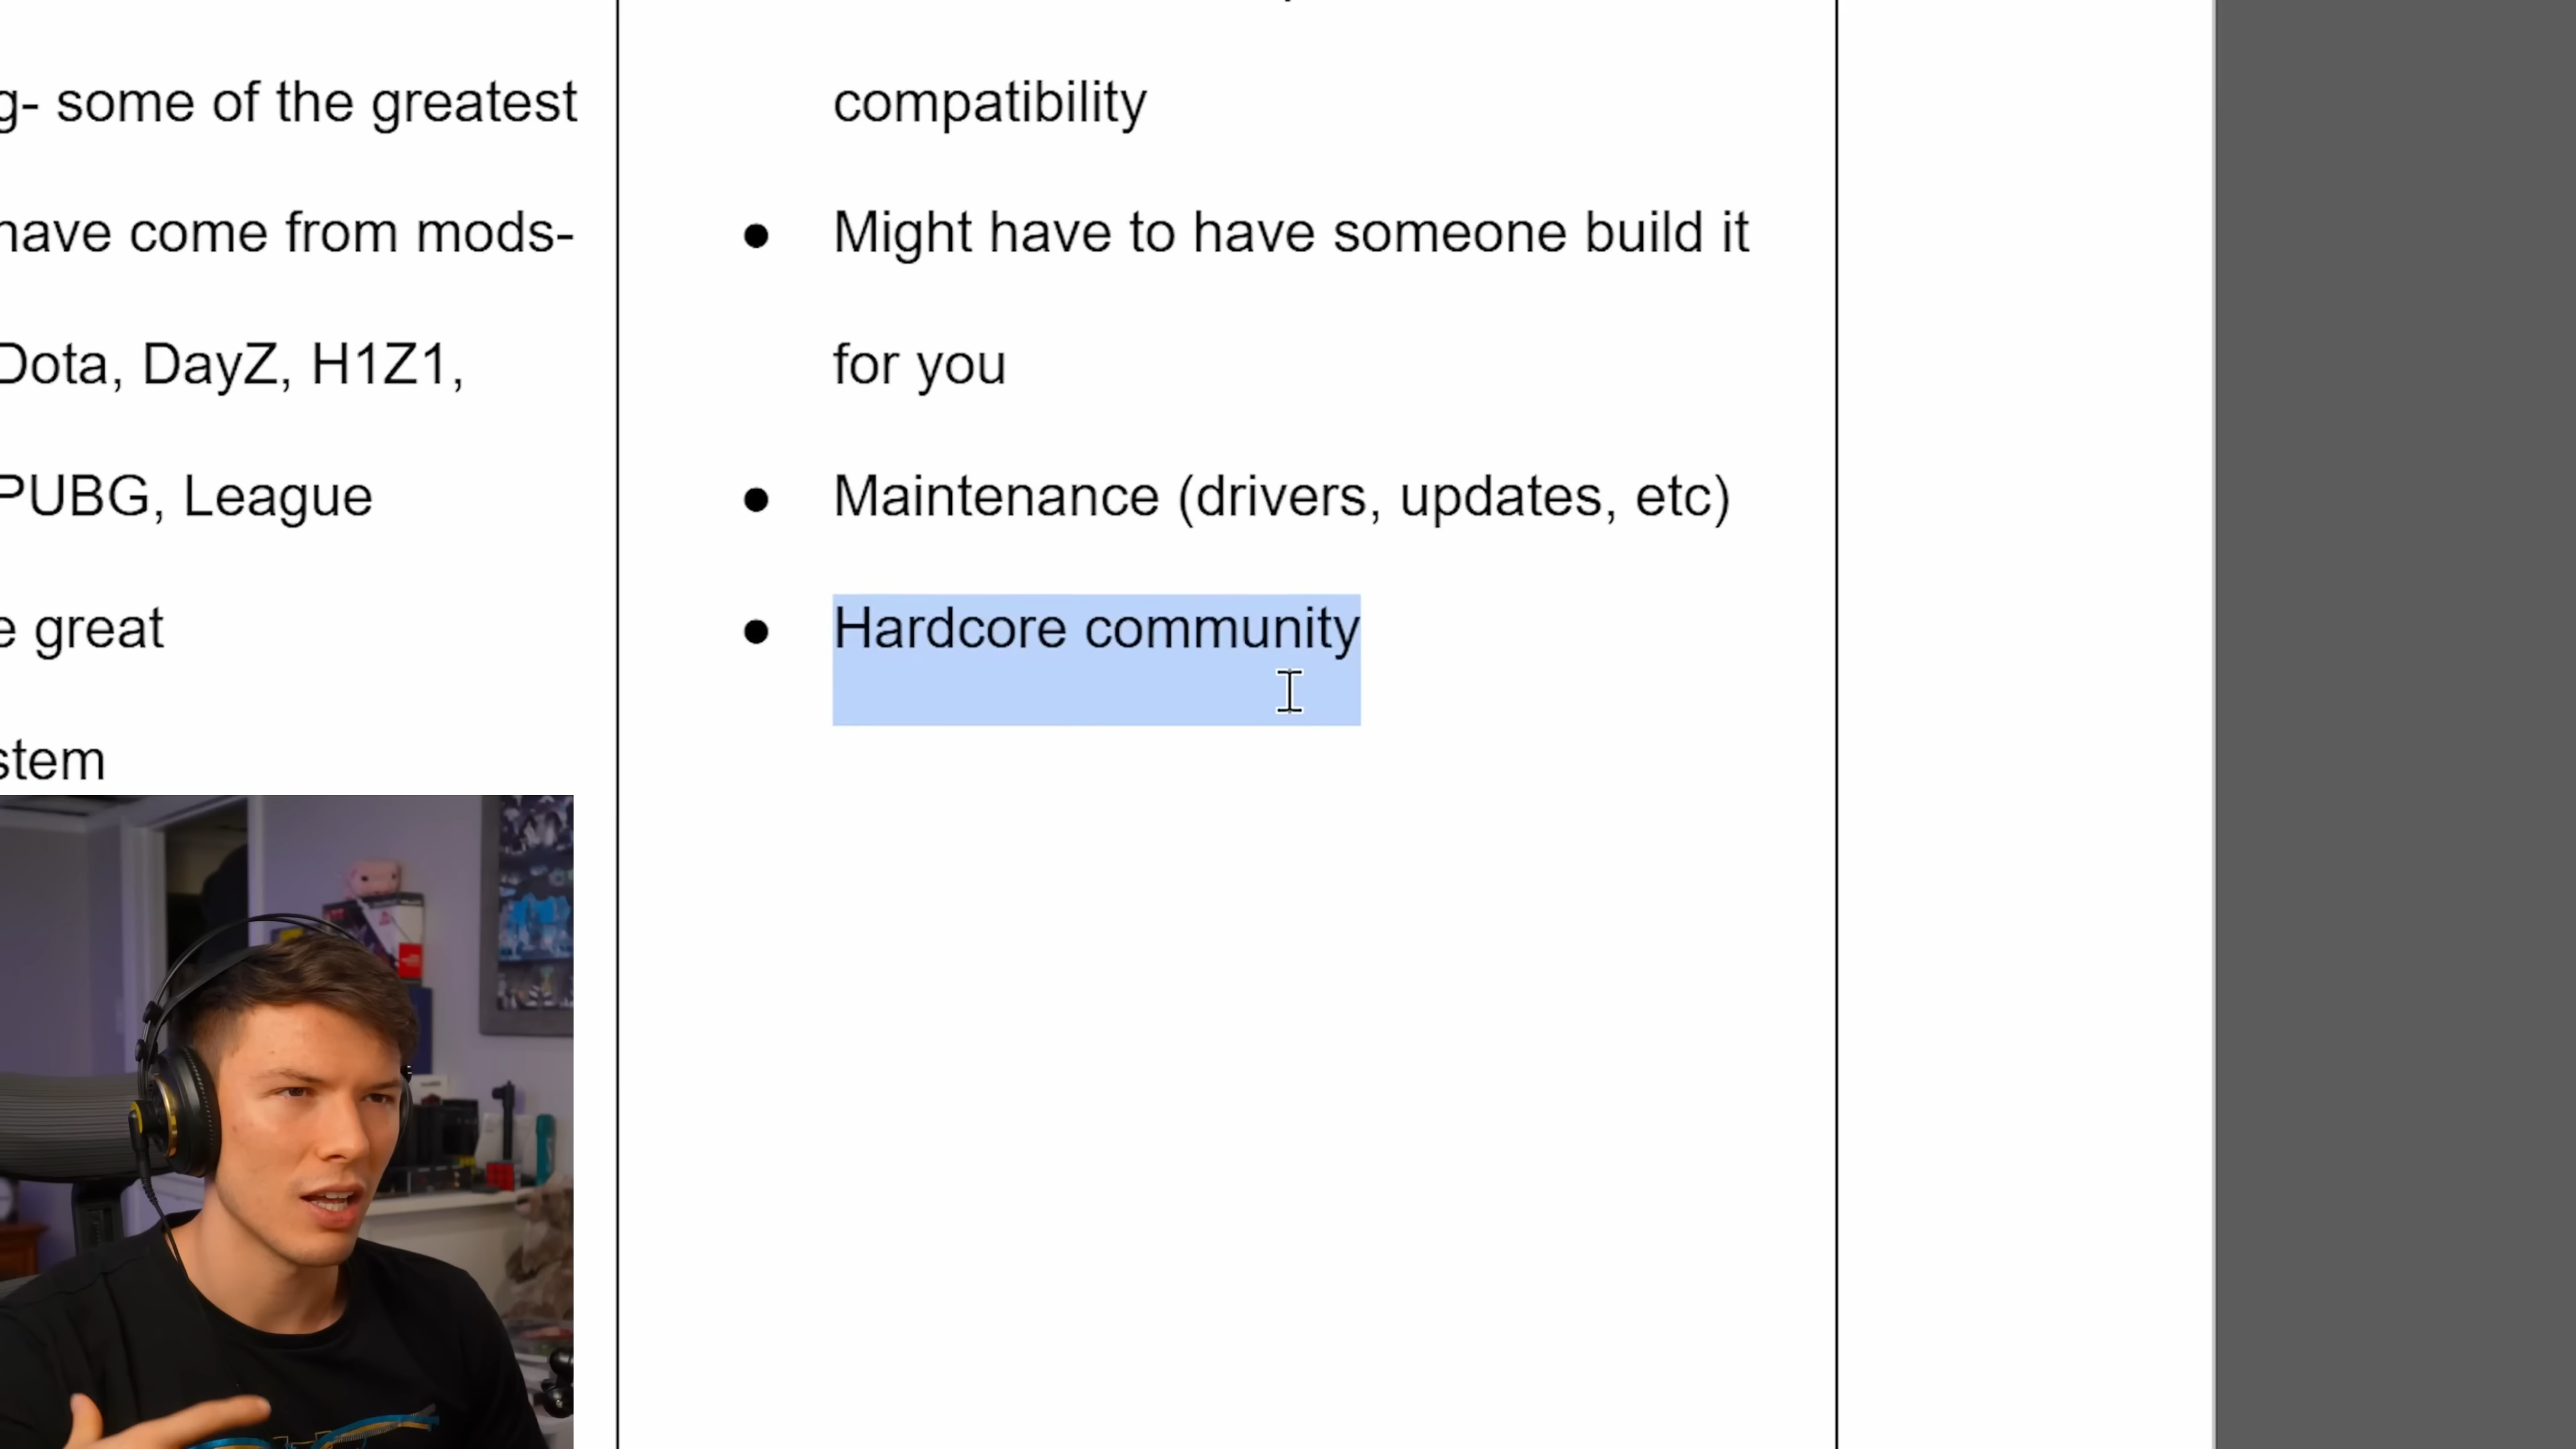 g- some of the greatest
have come from mods-
Dota, DayZ, H1Z1,
PUBG, League
e great
stem
compatibility
● Might have to have someone build it
for you
● Maintenance (drivers, updates, etc)
● Hardcore community